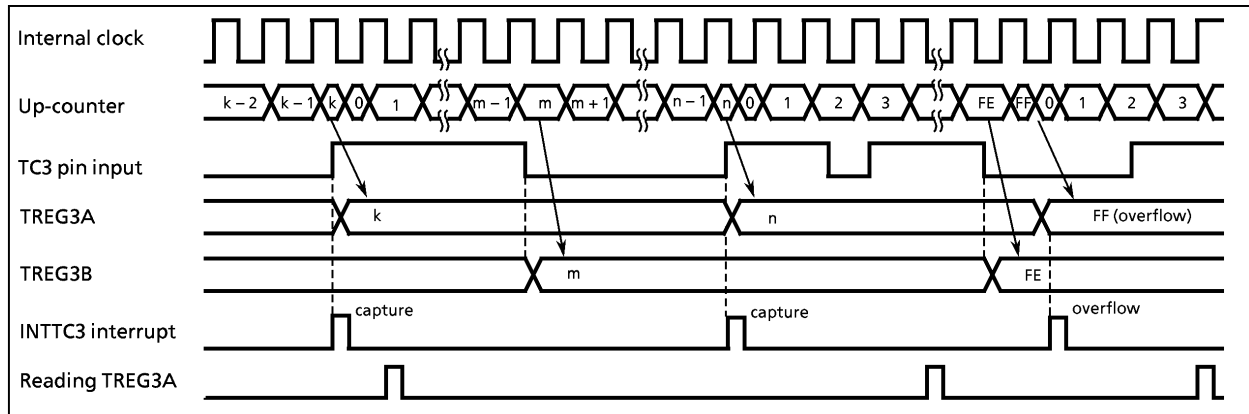 Internal clock
Up-counter k – 2 k – 1 k 0 1 m – 1 m m + 1 n – 1 n 0 1 2 3 FE FF 0 1 2 3
TC3 pin input
TREG3A k n FF (overflow)
TREG3B m FE
capture capture overflow
INTTC3 interrupt
Reading TREG3A